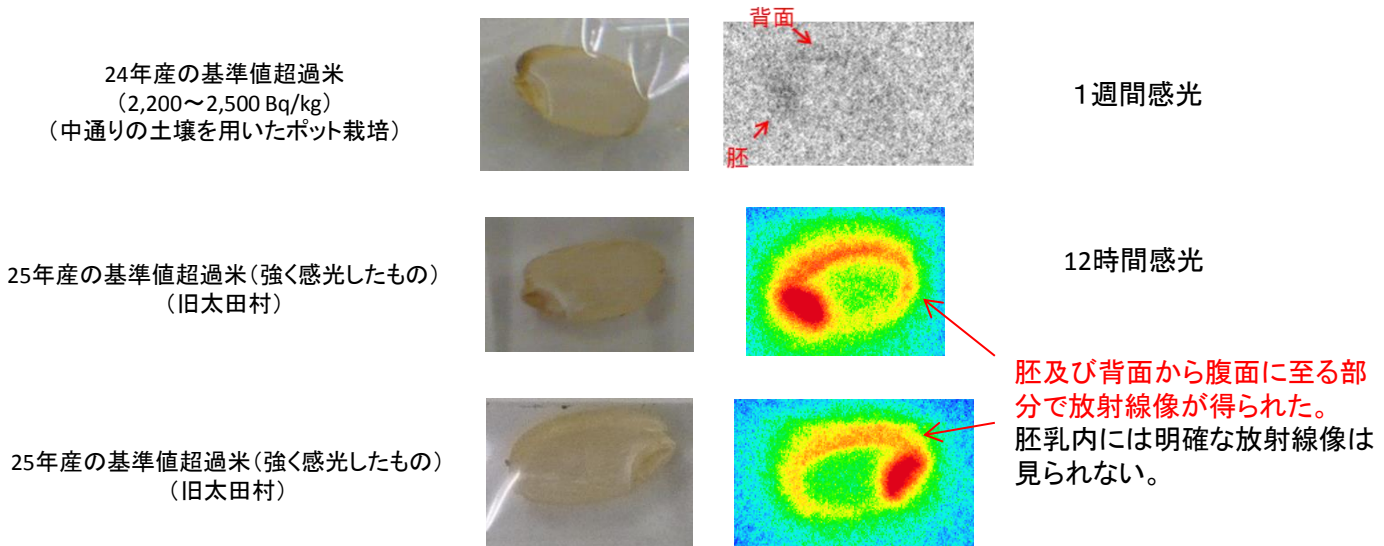 24年産の基準値超過米
（2,200～2,500 Bq/kg）
（中通りの土壌を用いたポット栽培）
背面
胚
１週間感光
25年産の基準値超過米（強く感光したもの）
（旧太田村）
12時間感光
胚及び背面から腹面に至る部
分で放射線像が得られた。
胚乳内には明確な放射線像は
見られない。
25年産の基準値超過米（強く感光したもの）
（旧太田村）